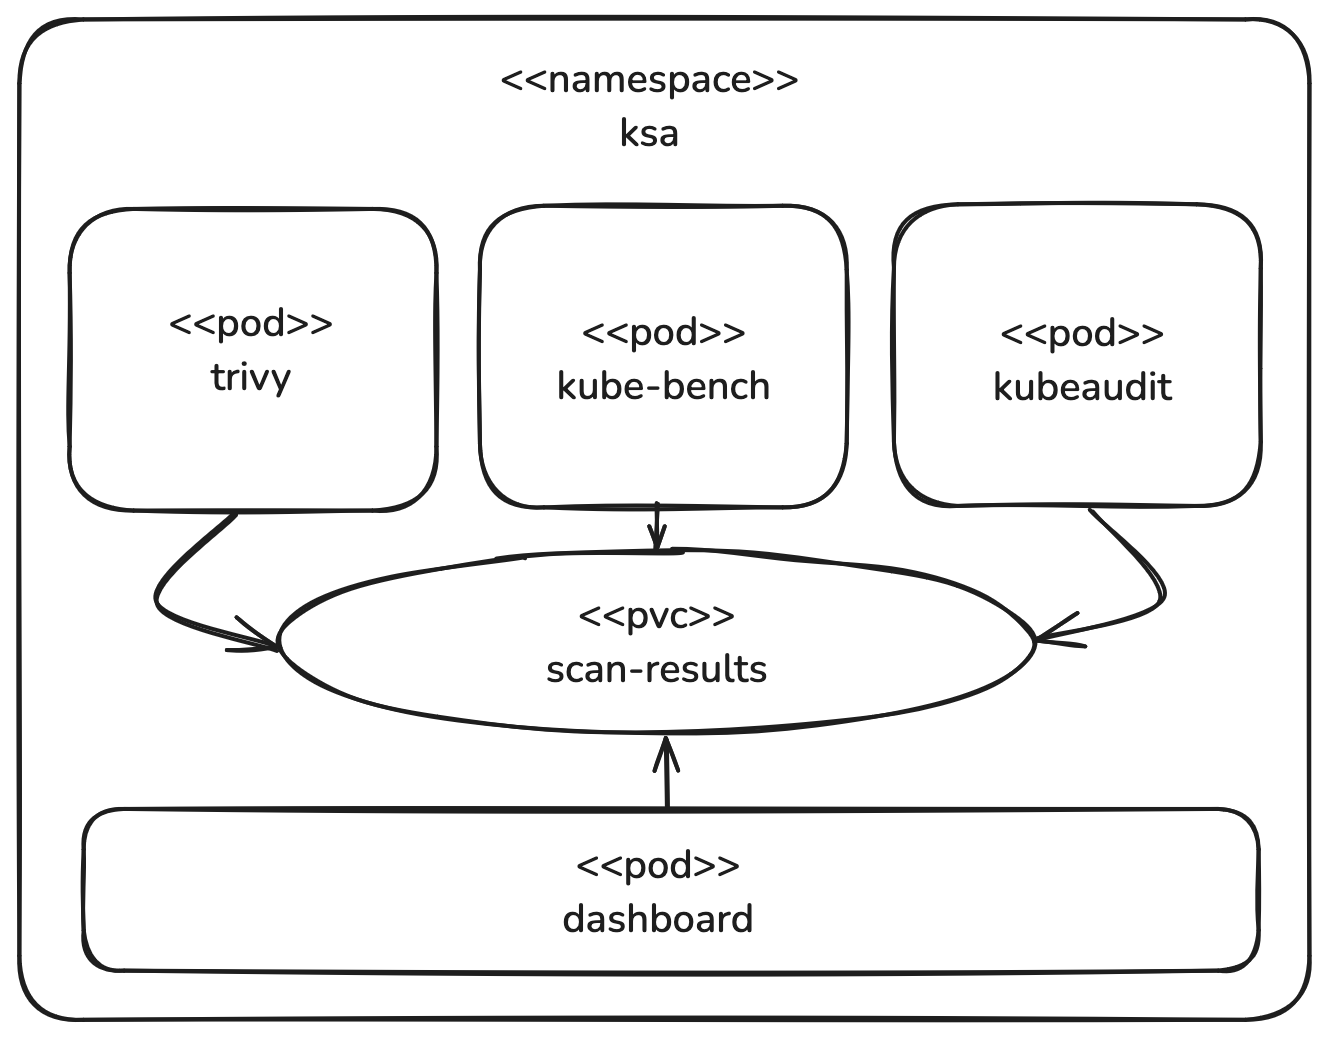 <<namespace>>
ksa
<<pod>>
trivy
<<pod>>
kube-bench
<<pod>>
kubeaudit
<<pvc>>
scan-results
<<pod>>
dashboard